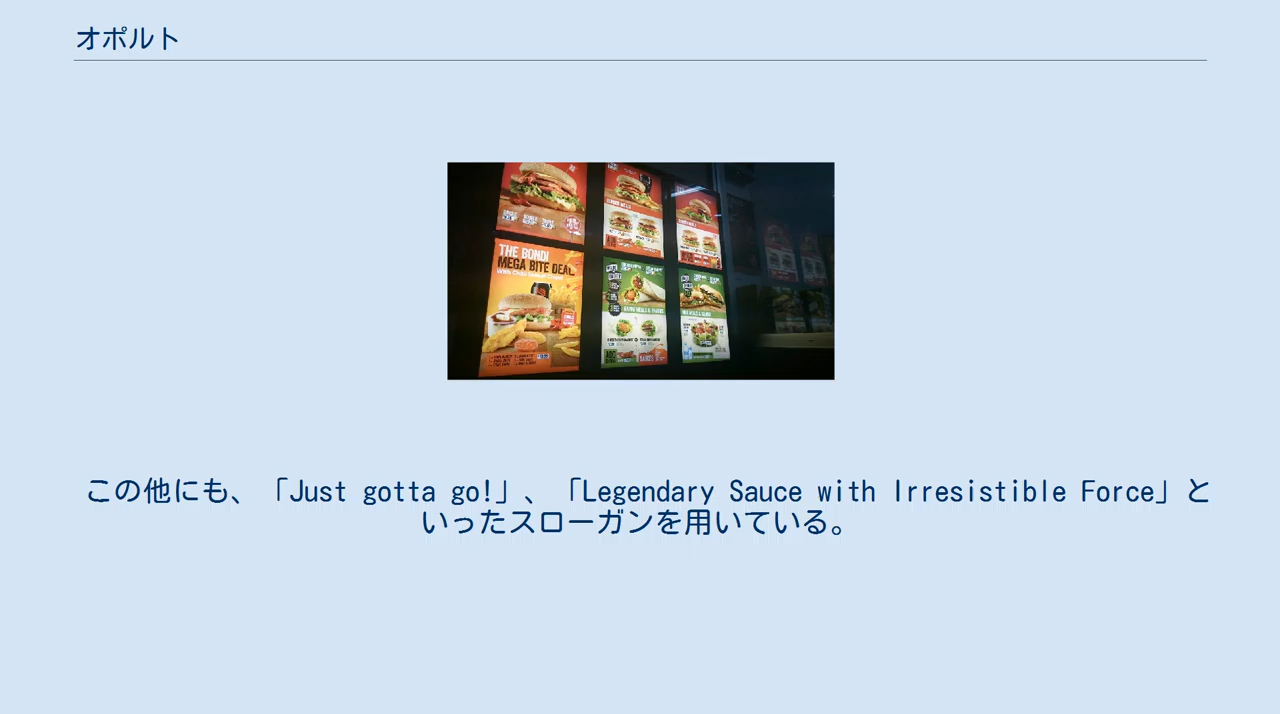 オポルト
THE BONDI
MEGA BITE DEAL
この他にも、「Just gotta go!」、「Legendary Sauce with Irresistible Force」と
いったスローガンを用いている。